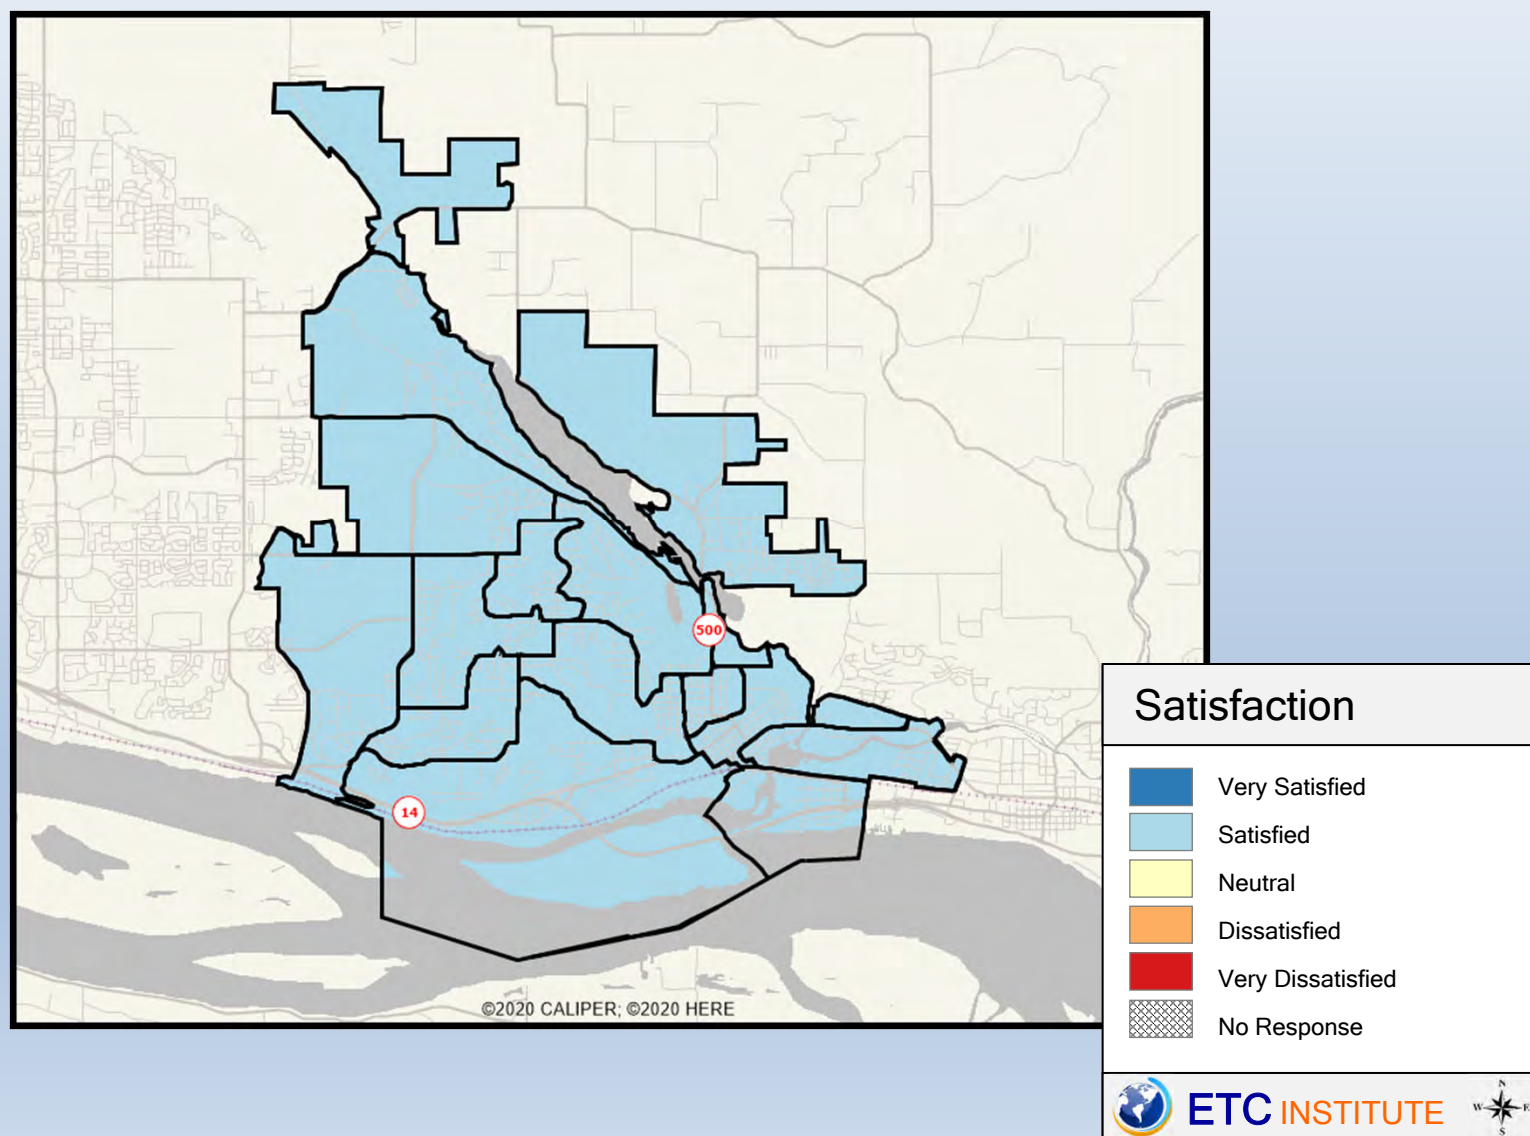 500
14
©2020 CALIPER; ©2020 HERE
Satisfaction
Very Satisfied
Satisfied
Neutral
Dissatisfied
Very Dissatisfied
No Response
ETC INSTITUTE
N
W E
S